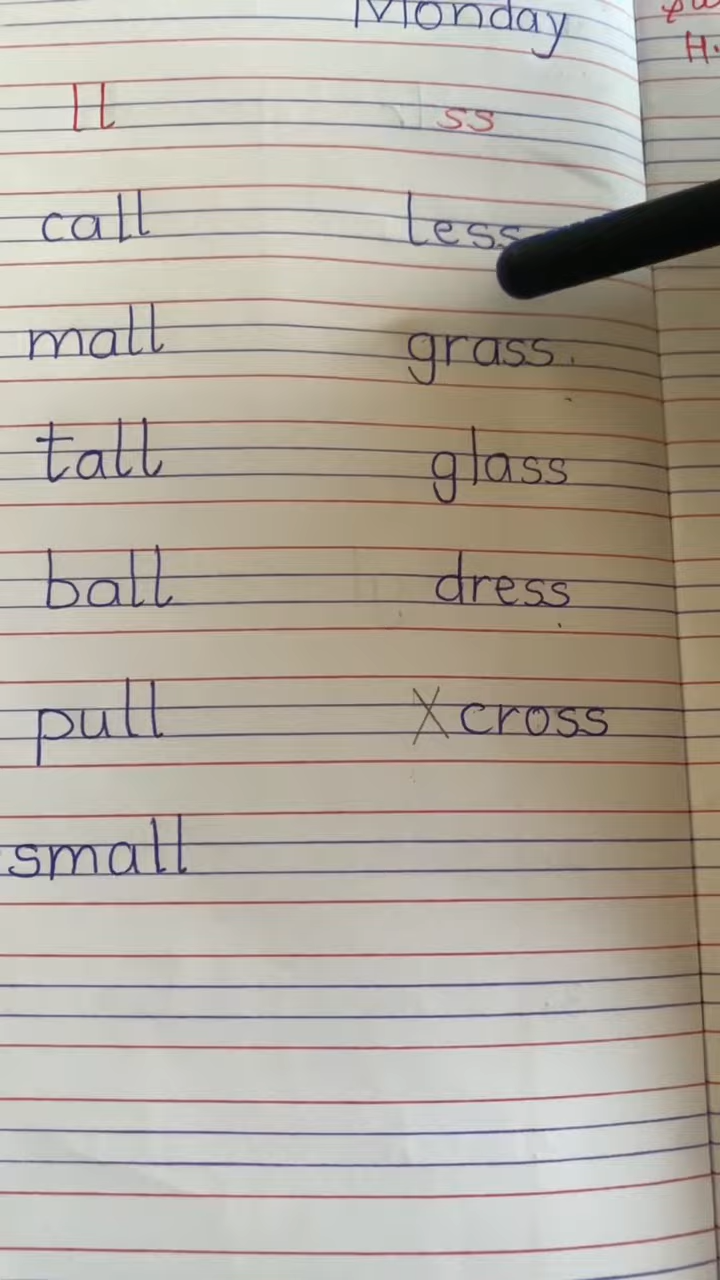 Monday
ll ss
call less
mall grass.
tall glass
ball dress
pull X cross
small